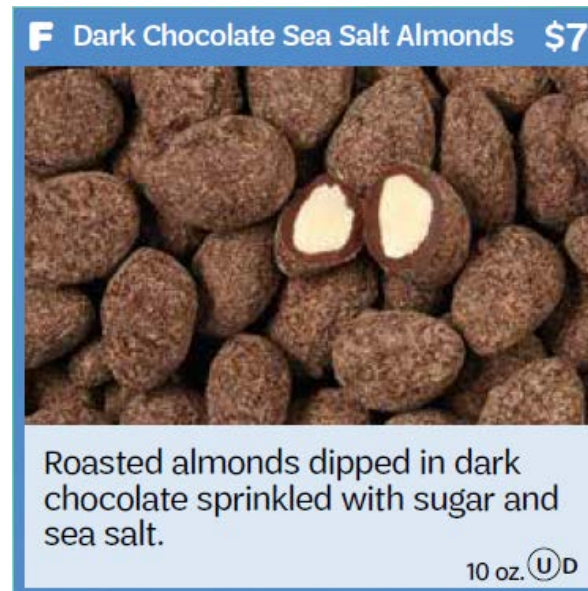 F Dark Chocolate Sea Salt Almonds $7
Roasted almonds dipped in dark
chocolate sprinkled with sugar and
sea salt.
10 oz. ⓊD